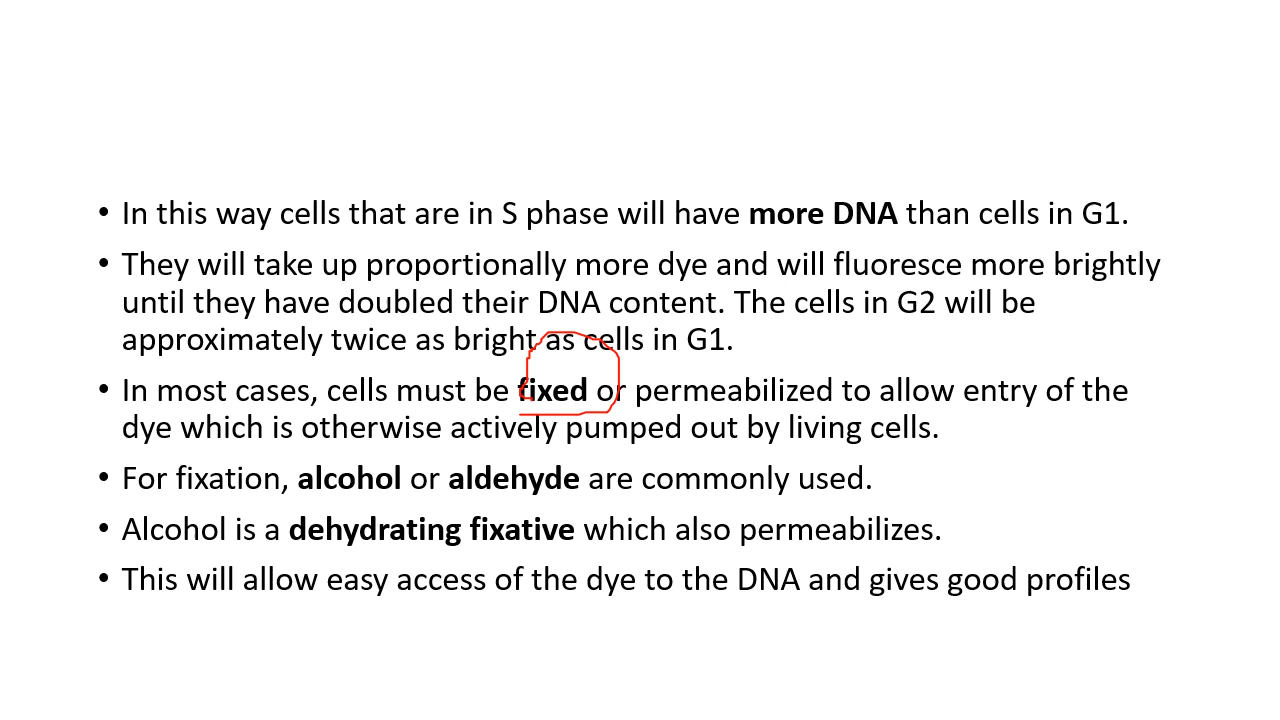 • In this way cells that are in S phase will have more DNA than cells in G1.
• They will take up proportionally more dye and will fluoresce more brightly
until they have doubled their DNA content. The cells in G2 will be
approximately twice as bright as cells in G1.
• In most cases, cells must be fixed or permeabilized to allow entry of the
dye which is otherwise actively pumped out by living cells.
• For fixation, alcohol or aldehyde are commonly used.
• Alcohol is a dehydrating fixative which also permeabilizes.
• This will allow easy access of the dye to the DNA and gives good profiles